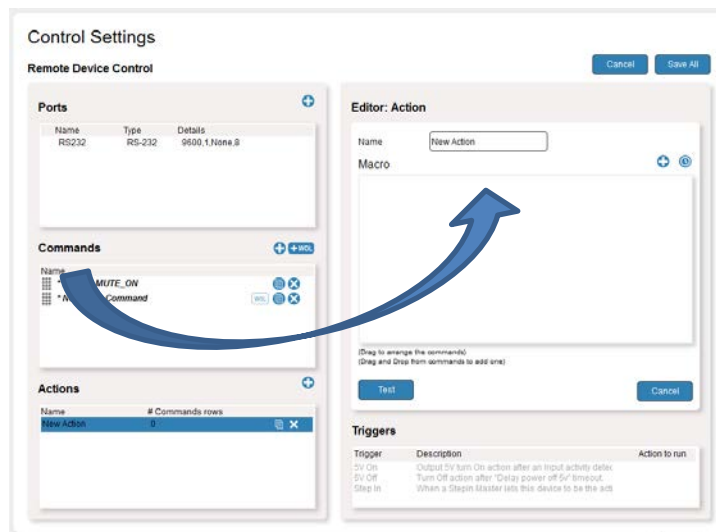 Control Settings
Remote Device Control
Cancel Save All
Ports
Name Type Details
RS232 RS-232 9600,1,None,8
Commands
+WOL
Name
* MUTE_ON
* Command WOL
Actions
Name # Commands rows
New Action 0
Editor: Action
Name New Action
Macro
(Drag to arrange the commands)
(Drag and Drop from commands to add one)
Test Cancel
Triggers
Trigger Description Action to run
5V On Output 5V turn On action after an Input activity detec
5V Off Turn Off action after "Delay power off 5v" timeout.
Step In When a Stepin Master lets this device to be the acti